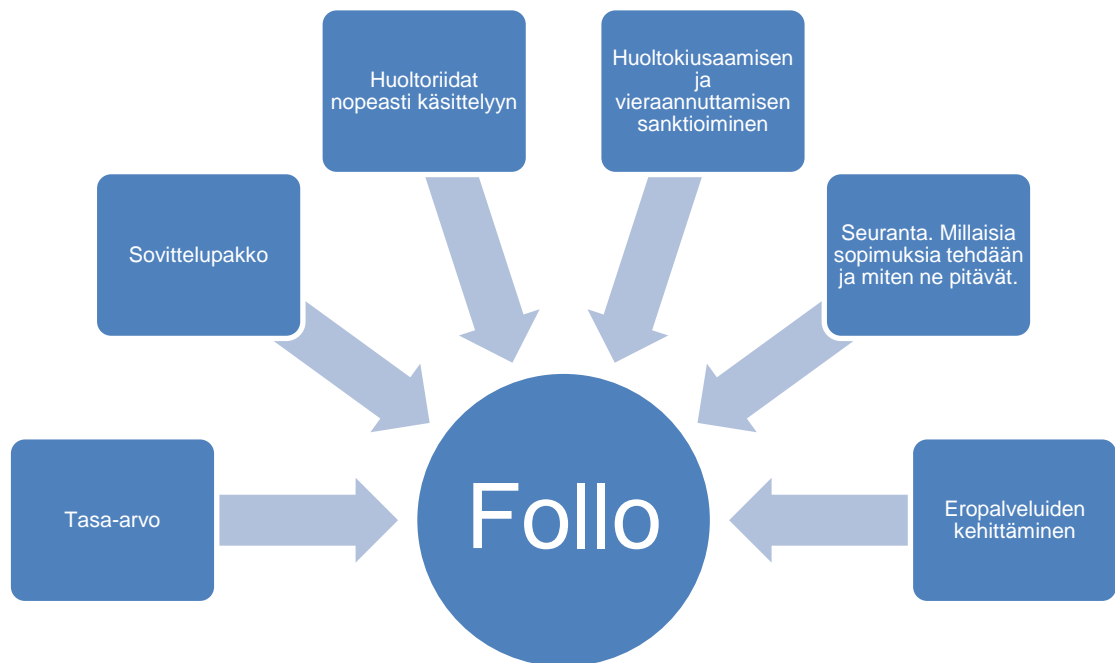 Huoltoriidat
nopeasti käsittelyyn
Huoltokiusaamisen
ja
vieraannuttamisen
sanktioiminen
Sovittelupakko
Seuranta. Millaisia
sopimuksia tehdään
ja miten ne pitävät.
Tasa-arvo
Follo
Eropalveluiden
kehittäminen